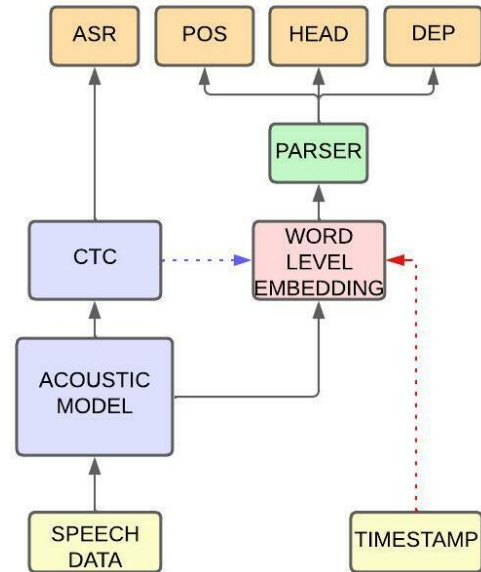 ASR
POS
HEAD
DEP
PARSER
CTC
WORD
LEVEL
EMBEDDING
ACOUSTIC
MODEL
SPEECH
DATA
TIMESTAMP